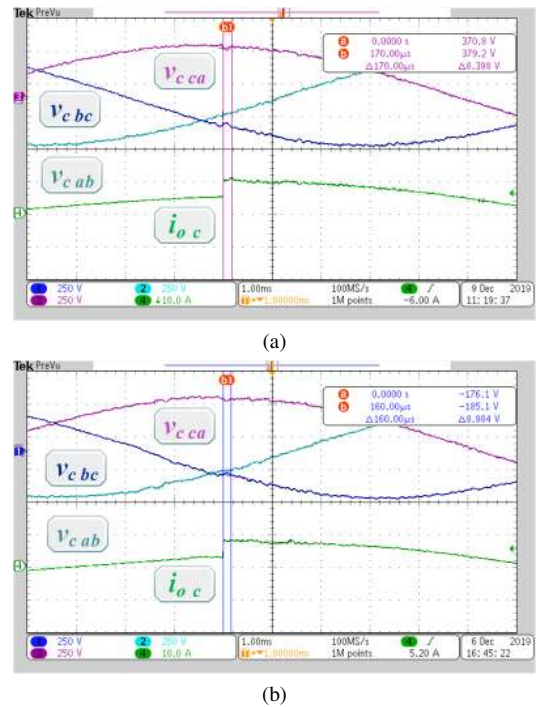 Tek PreVu
b1
a 0.0000 s 370.8 V
b 170.00µs 379.2 V
Δ170.00µs Δ8.398 V
v c ca
3
v c bc
v c ab
4
i o c
1 250 V
2 250 V
3 250 V
4 10.0 A
1.00ms
100MS/s
1M points
4 /
-6.00 A
9 Dec 2019
11:19:37
(a)
Tek PreVu
b1
a 0.0000 s -176.1 V
b 160.00µs -185.1 V
Δ160.00µs Δ8.984 V
v c ca
1
v c bc
v c ab
4
i o c
1 250 V
2 250 V
3 250 V
4 10.0 A
1.00ms
100MS/s
1M points
4 /
5.20 A
6 Dec 2019
16:45:22
(b)